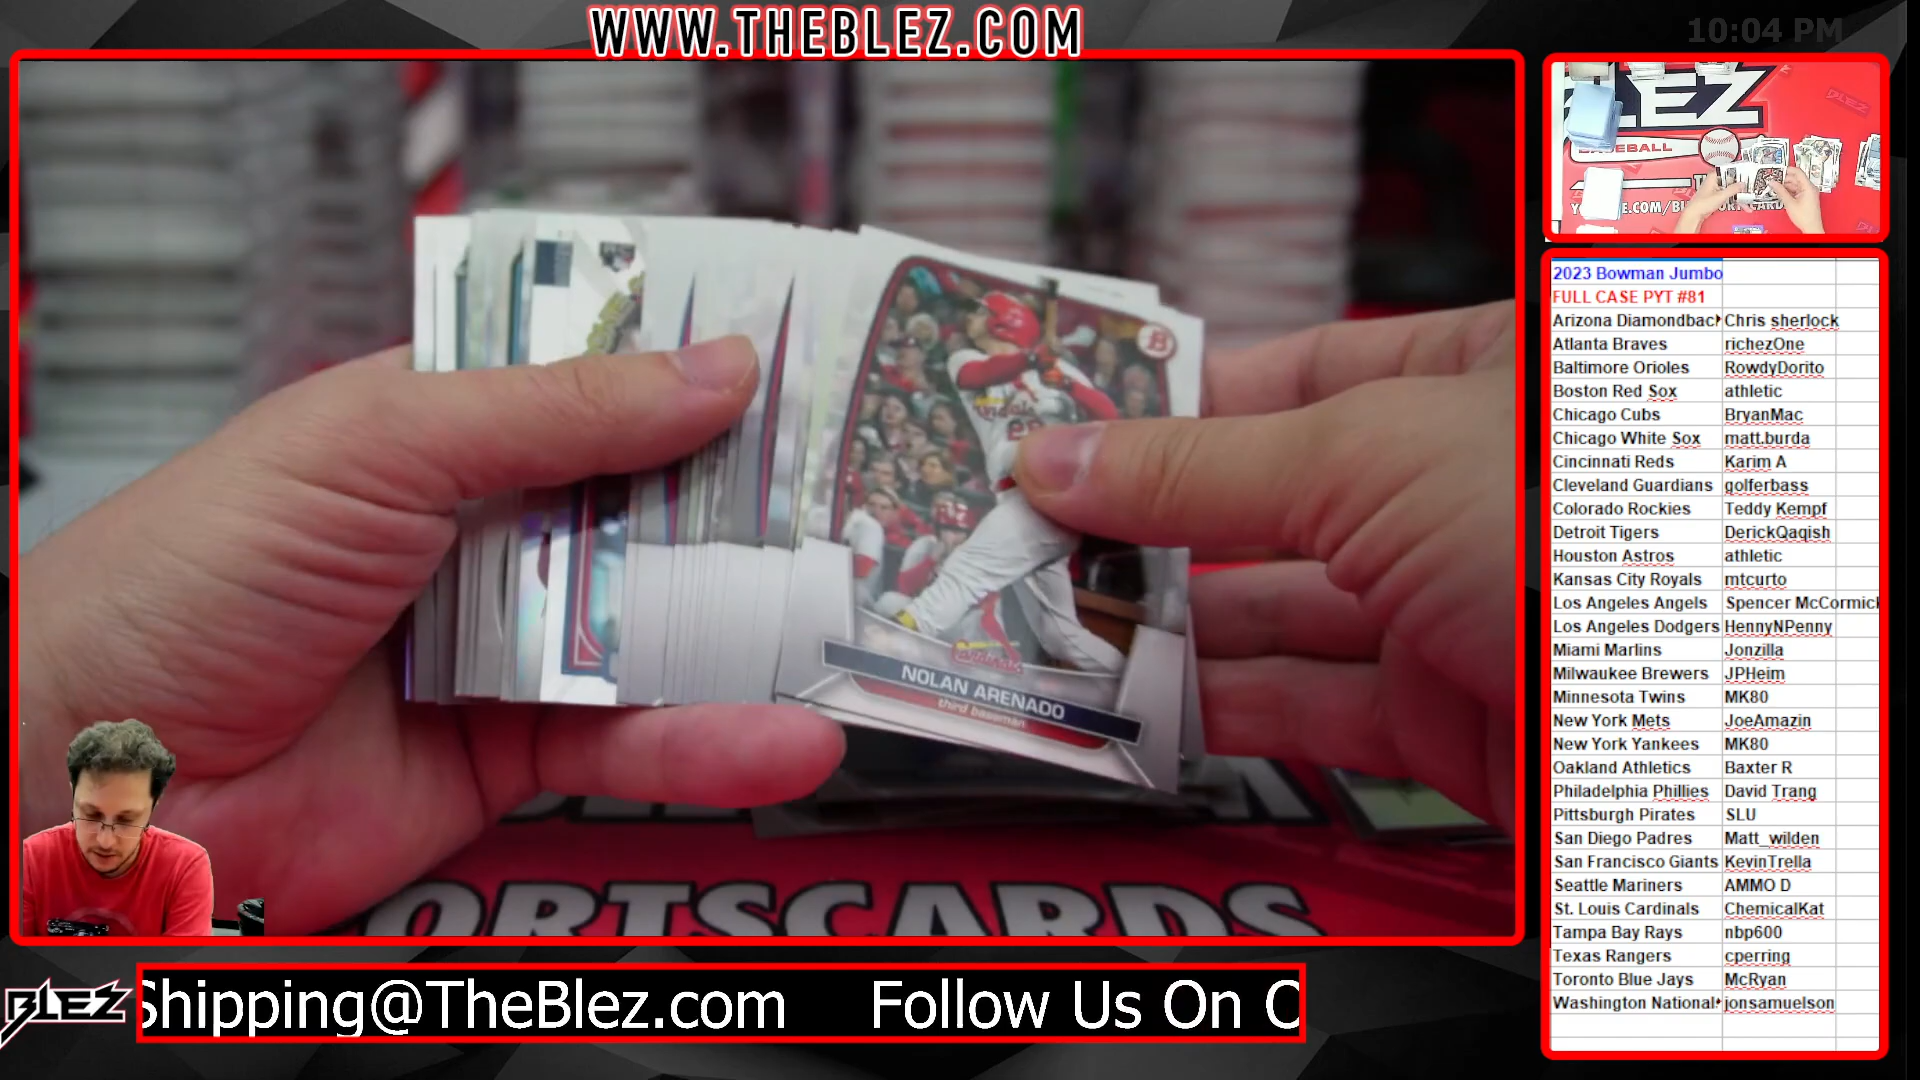 WWW.THEBLEZ.COM
10:04 PM
BLEZ
BASEBALL
B
Cardinals
NOLAN ARENADO
third baseman
ORTSCARDS
2023 Bowman Jumbo
FULL CASE PYT #81
Arizona Diamondbac Chris sherlock
Atlanta Braves richezOne
Baltimore Orioles RowdyDorito
Boston Red Sox athletic
Chicago Cubs BryanMac
Chicago White Sox matt.burda
Cincinnati Reds Karim A
Cleveland Guardians golferbass
Colorado Rockies Teddy Kempf
Detroit Tigers DerickQaqish
Houston Astros athletic
Kansas City Royals mtcurto
Los Angeles Angels Spencer McCormick
Los Angeles Dodgers HennyNPenny
Miami Marlins Jonzilla
Milwaukee Brewers JPHeim
Minnesota Twins MK80
New York Mets JoeAmazin
New York Yankees MK80
Oakland Athletics Baxter R
Philadelphia Phillies David Trang
Pittsburgh Pirates SLU
San Diego Padres Matt_wilden
San Francisco Giants KevinTrella
Seattle Mariners AMMO D
St. Louis Cardinals ChemicalKat
Tampa Bay Rays nbp600
Texas Rangers cperring
Toronto Blue Jays McRyan
Washington National jonsamuelson
BLEZ
Shipping@TheBlez.com Follow Us On